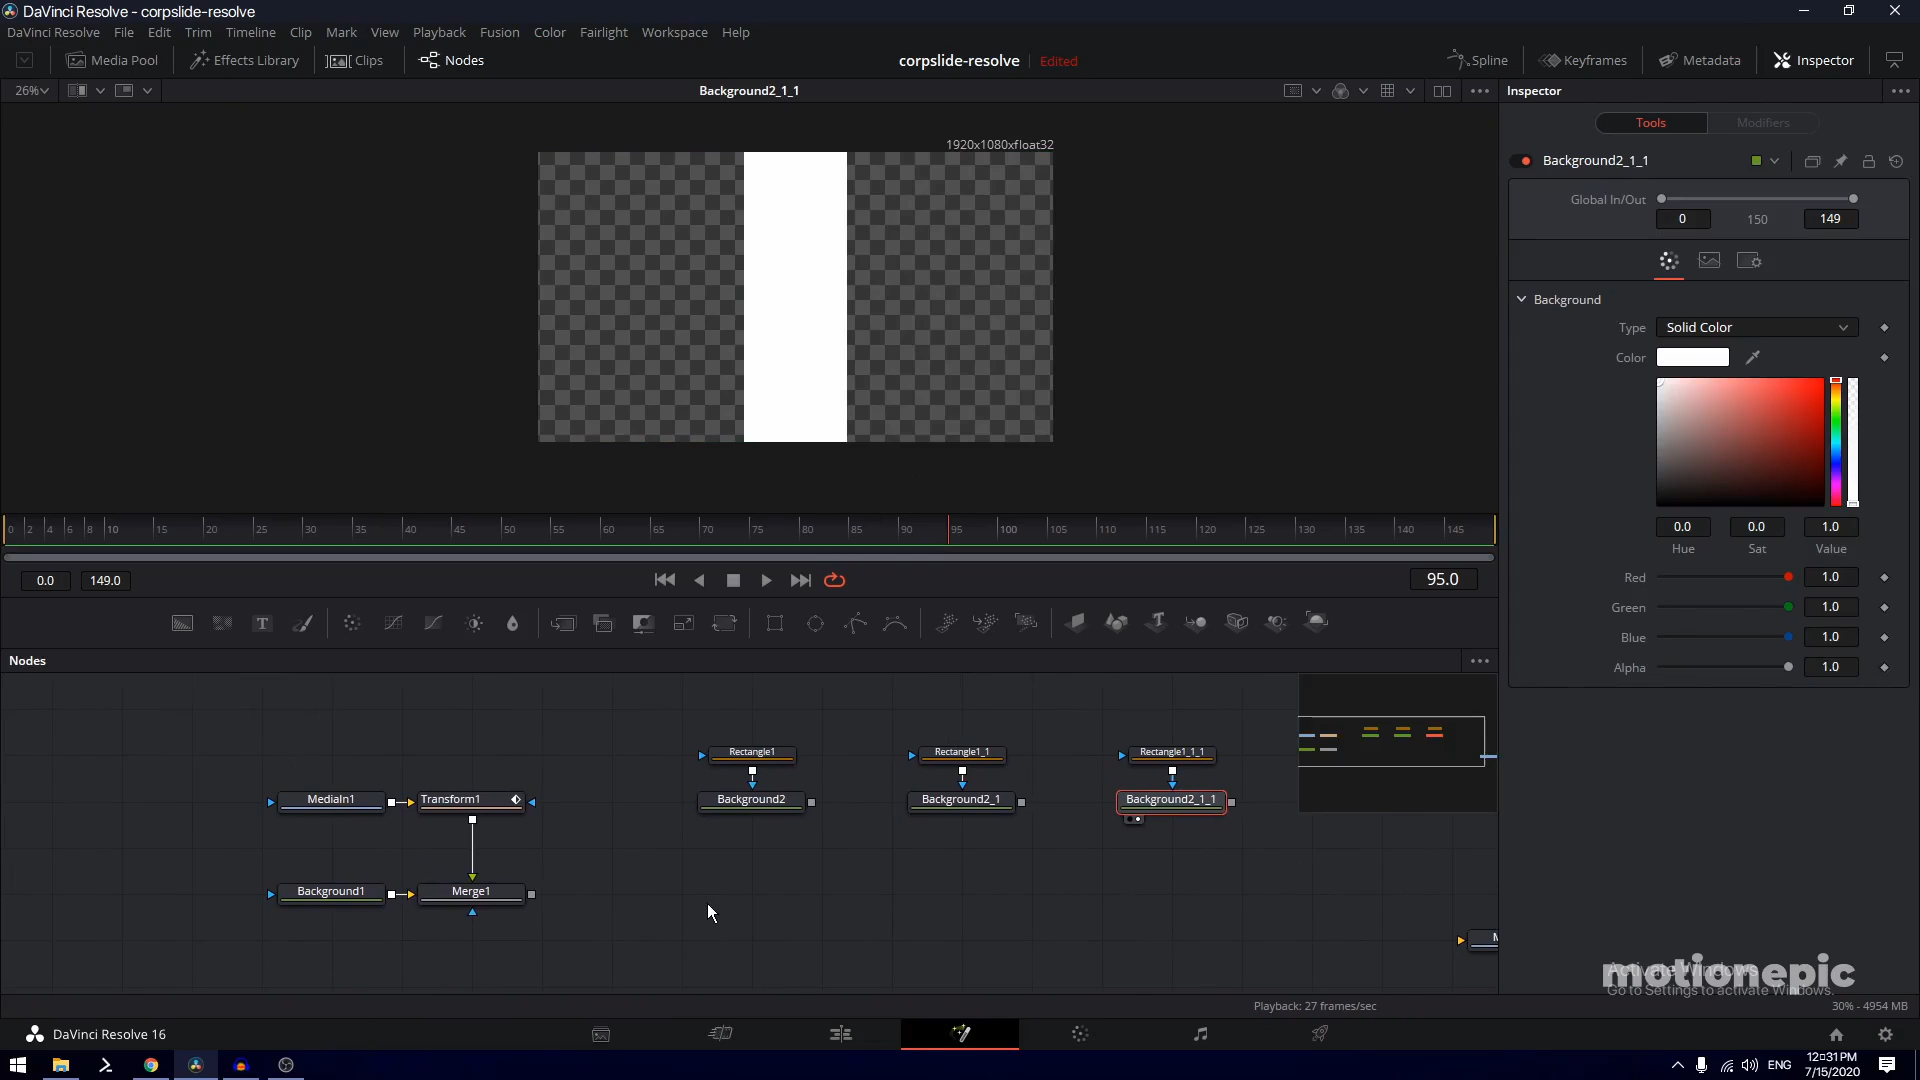 DaVinci Resolve - corpslide-resolve
DaVinci Resolve File Edit Trim Timeline Clip Mark View Playback Fusion Color Fairlight Workspace Help
Media Pool Effects Library Clips Nodes corpslide-resolve Edited Spline Keyframes Metadata Inspector
26% Background2_1_1 Inspector
1920x1080xfloat32
Tools Modifiers
Background2_1_1
Global In/Out
0 150 149
Background
Type Solid Color
Color
0.0 0.0 1.0
Hue Sat Value
Red 1.0
Green 1.0
Blue 1.0
Alpha 1.0
0 2 4 6 8 10 15 20 25 30 35 40 45 50 55 60 65 70 75 80 85 90 95 100 105 110 115 120 125 130 135 140 145
0.0 149.0 95.0
Nodes
Rectangle1 Rectangle1_1 Rectangle1_1_1
MediaIn1 Transform1 Background2 Background2_1 Background2_1_1
Background1 Merge1
motionepic
Activate Windows
Go to Settings to activate Windows.
Playback: 27 frames/sec 30% - 4954 MB
DaVinci Resolve 16
ENG
12:31 PM
7/15/2020